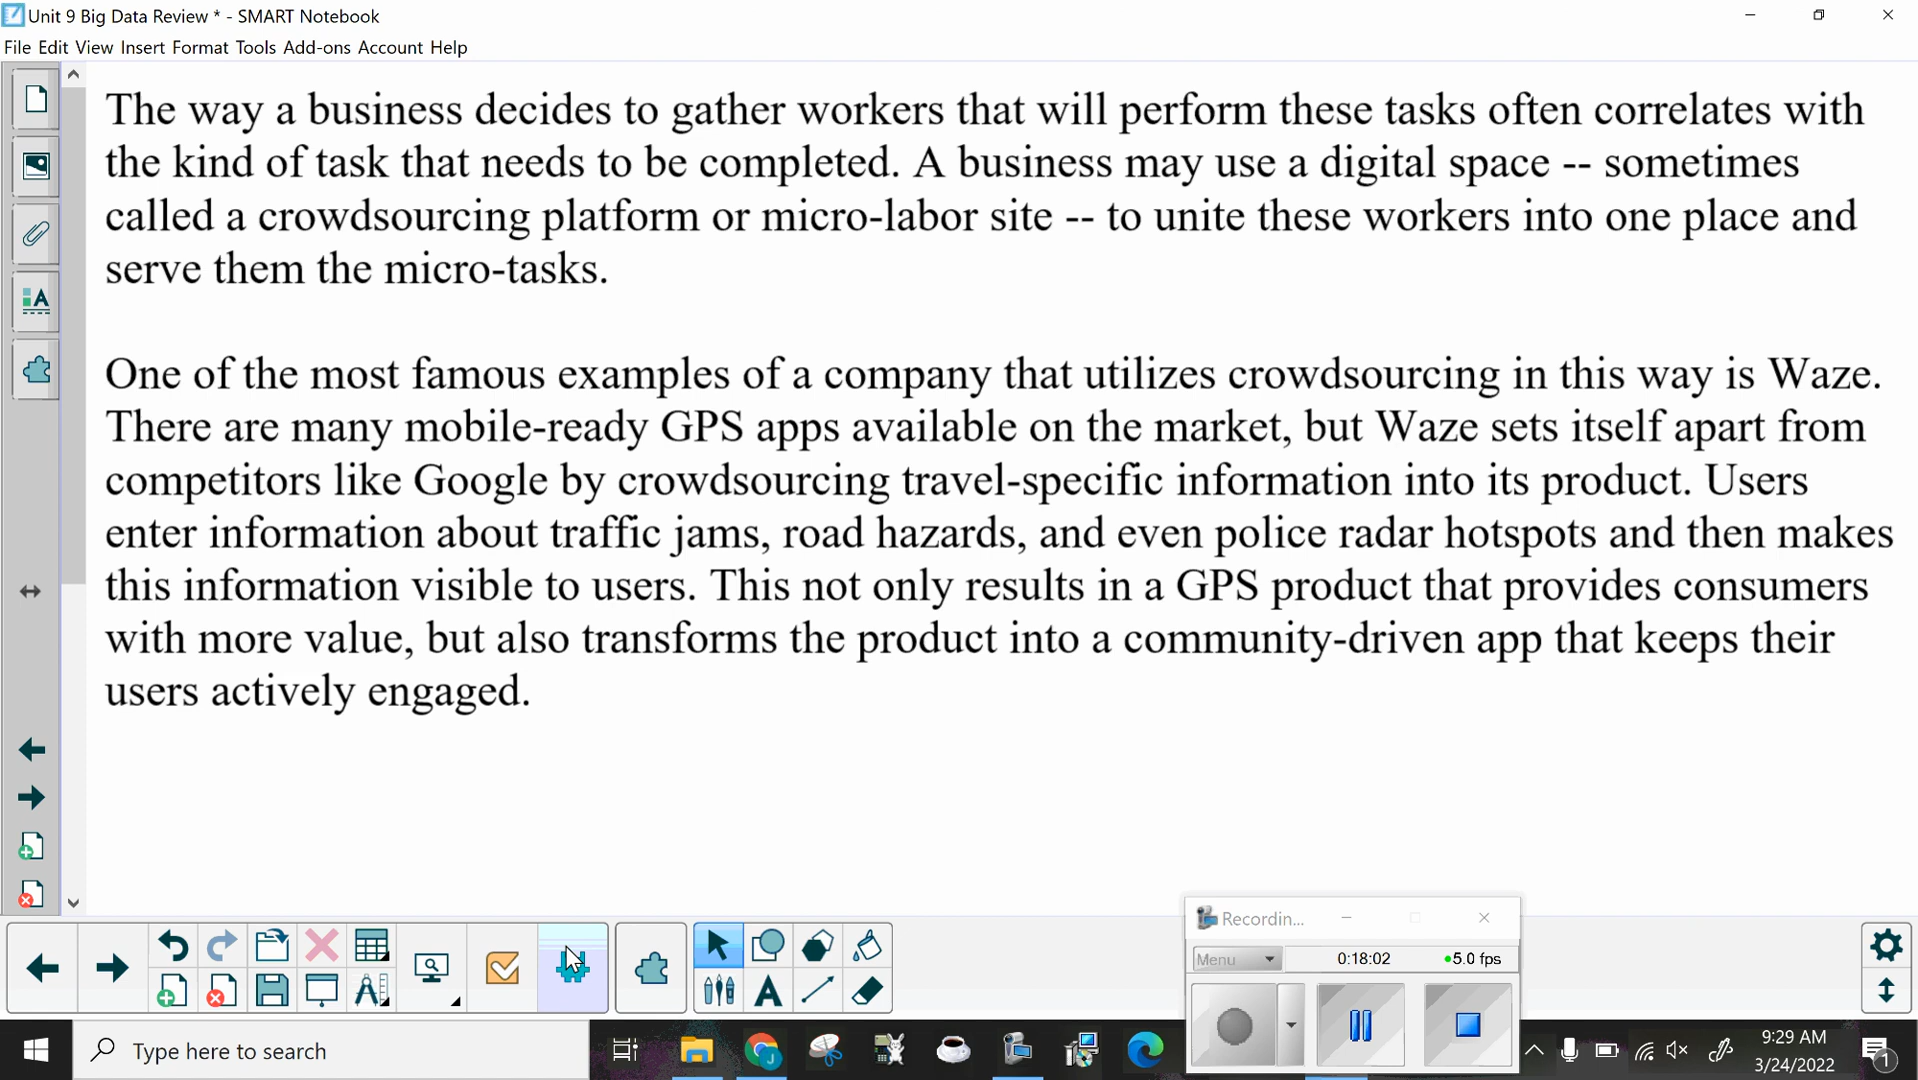 Unit 9 Big Data Review * - SMART Notebook
File Edit View Insert Format Tools Add-ons Account Help
The way a business decides to gather workers that will perform these tasks often correlates with
the kind of task that needs to be completed. A business may use a digital space -- sometimes
called a crowdsourcing platform or micro-labor site -- to unite these workers into one place and
serve them the micro-tasks.
One of the most famous examples of a company that utilizes crowdsourcing in this way is Waze.
There are many mobile-ready GPS apps available on the market, but Waze sets itself apart from
competitors like Google by crowdsourcing travel-specific information into its product. Users
enter information about traffic jams, road hazards, and even police radar hotspots and then makes
this information visible to users. This not only results in a GPS product that provides consumers
with more value, but also transforms the product into a community-driven app that keeps their
users actively engaged.
Recordin...
Menu 0:18:02 5.0 fps
Type here to search
9:29 AM
3/24/2022
1